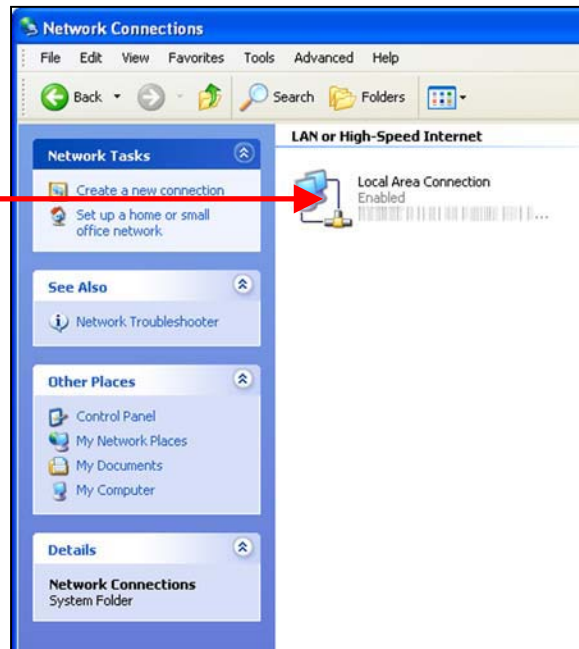 Network Connections
File Edit View Favorites Tools Advanced Help
Back Search Folders
Network Tasks
Create a new connection
Set up a home or small
office network
See Also
Network Troubleshooter
Other Places
Control Panel
My Network Places
My Documents
My Computer
Details
Network Connections
System Folder
LAN or High-Speed Internet
Local Area Connection
Enabled